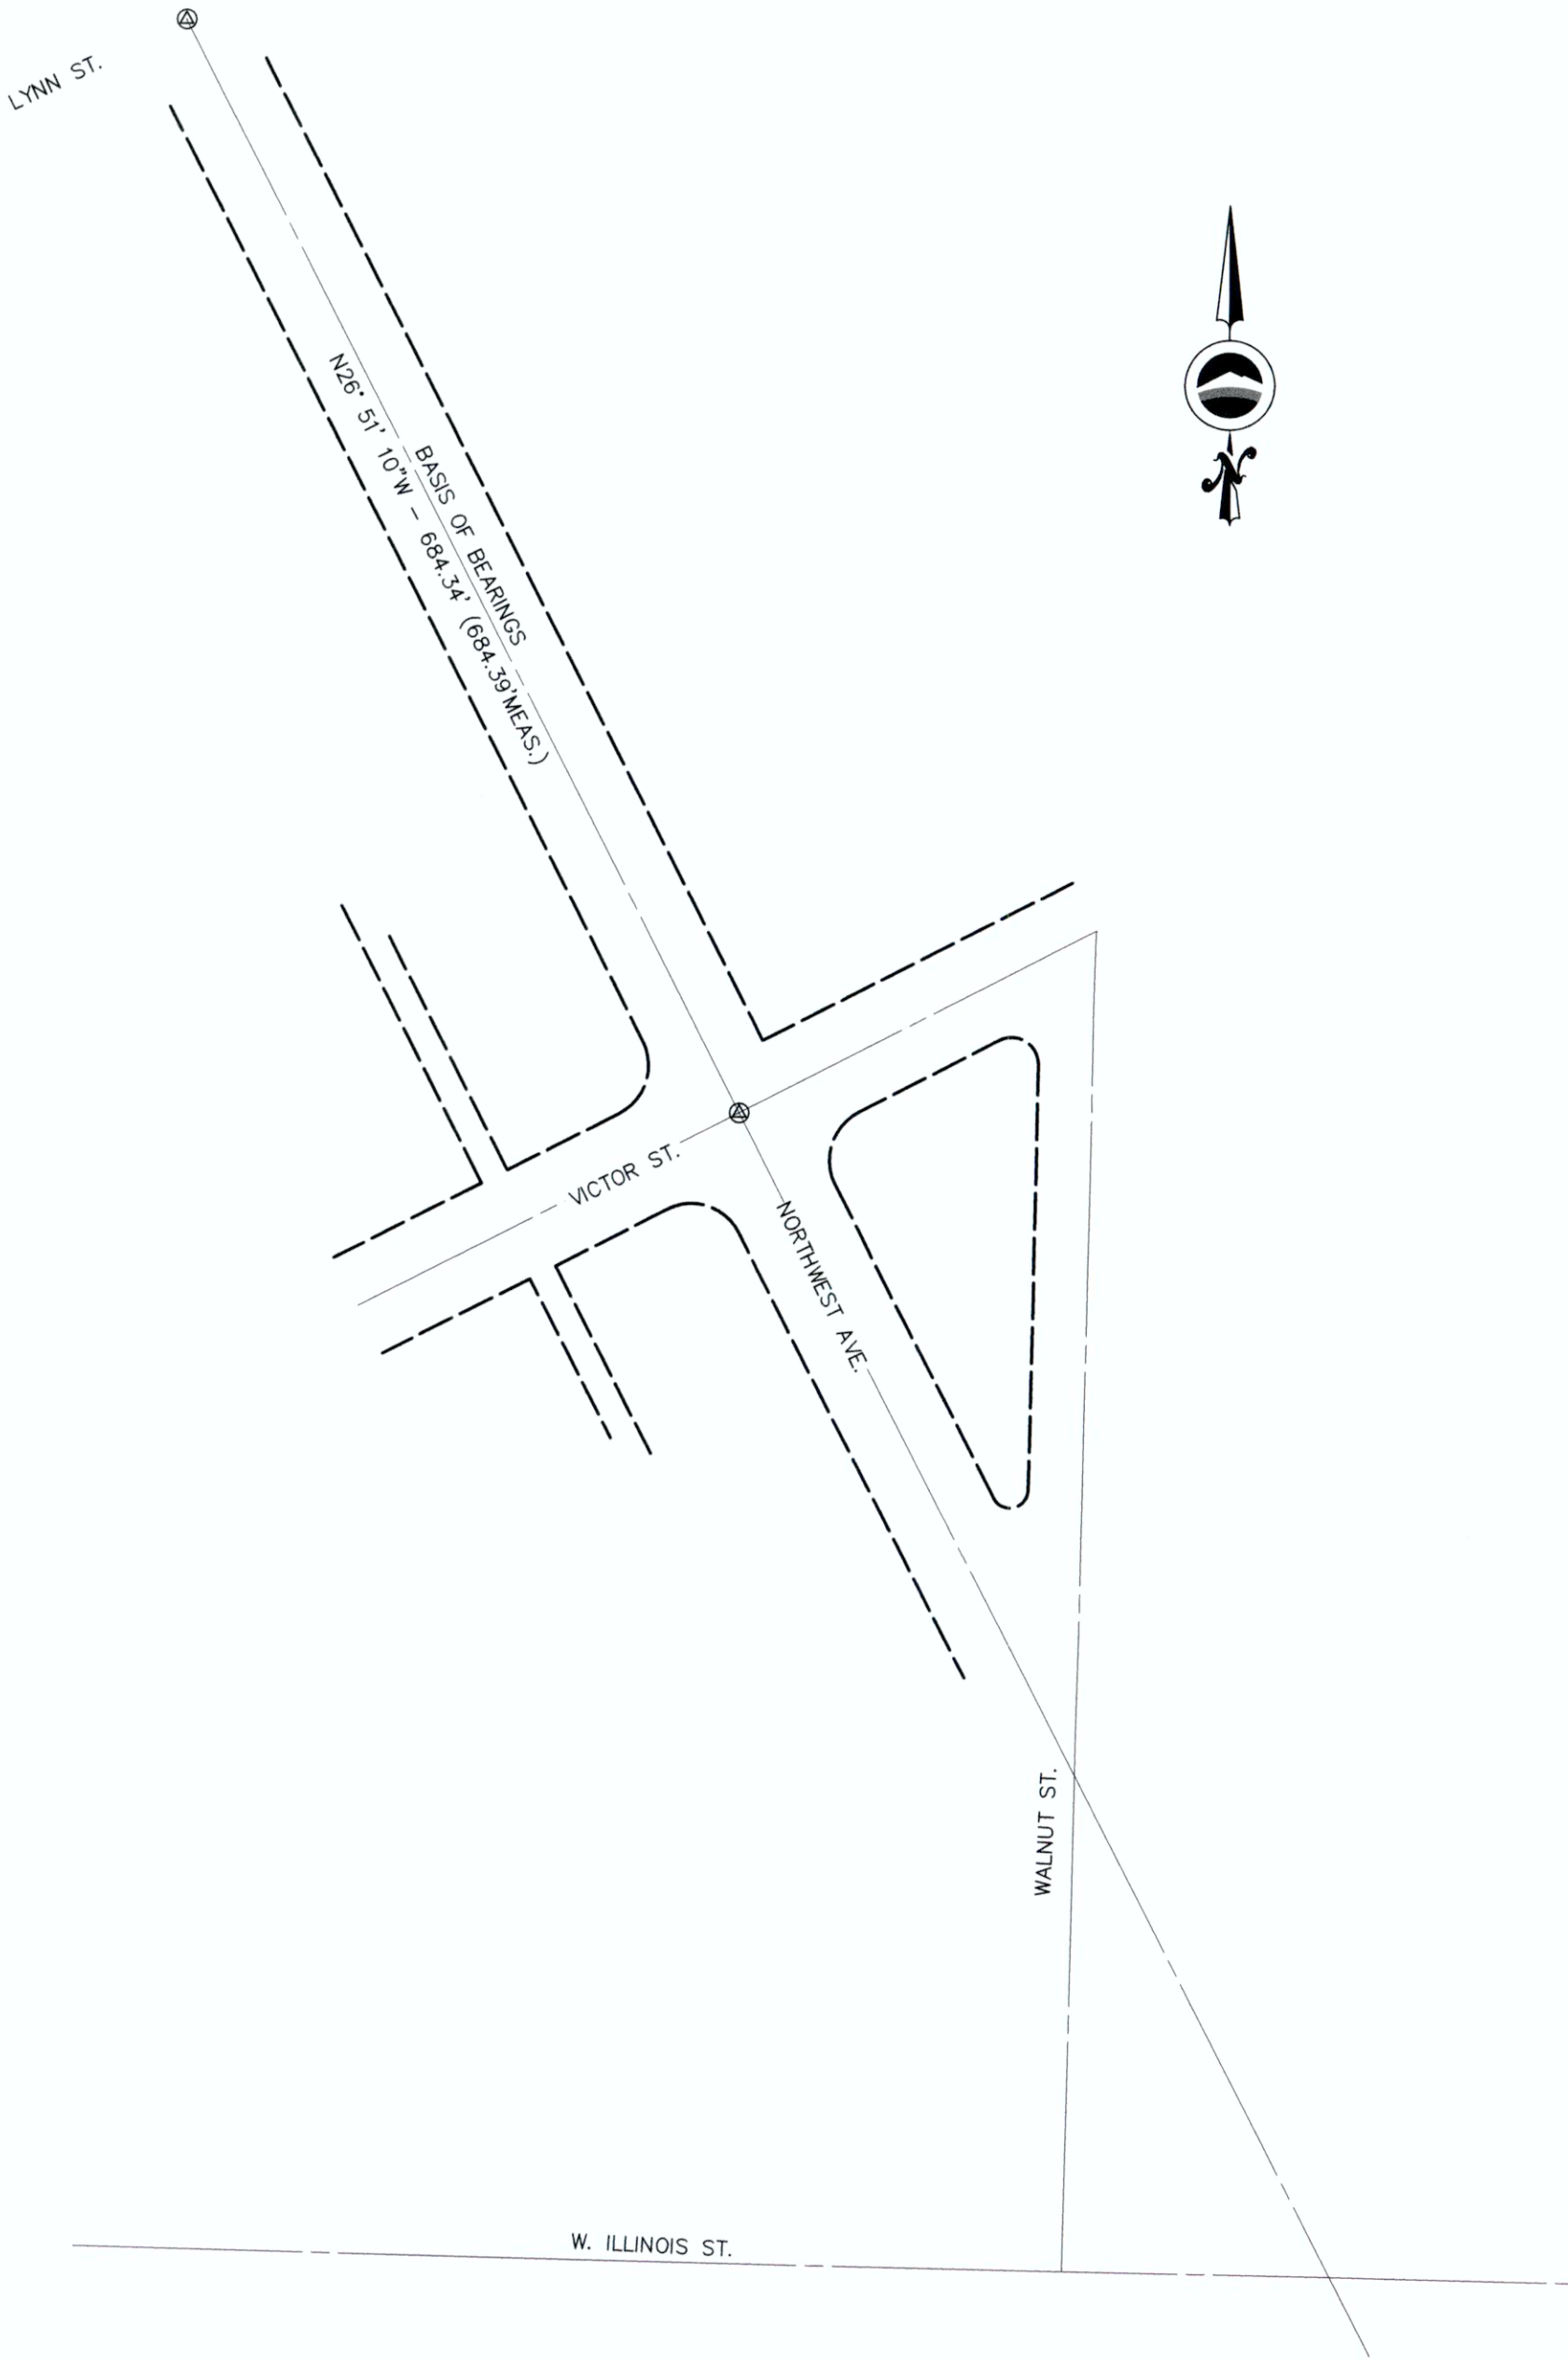 LYNN ST.
BASIS OF BEARINGS
N26° 51' 10"W – 684.34' (684.39'MEAS.)
N
VICTOR ST.
NORTHWEST AVE.
WALNUT ST.
W. ILLINOIS ST.